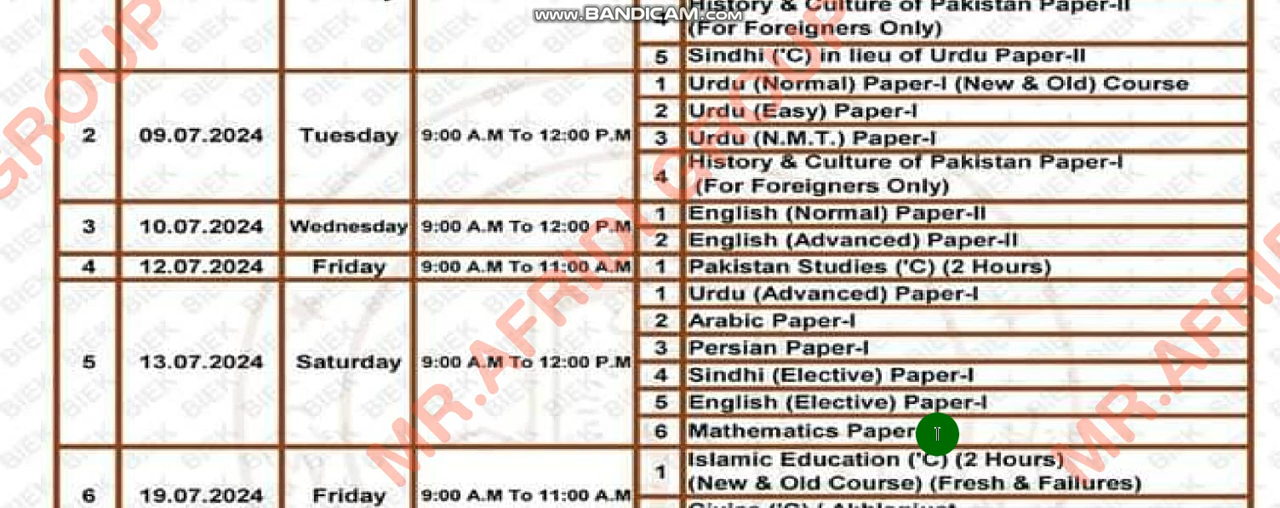 www.BANDICAM.com
History & Culture of Pakistan Paper-II
4
(For Foreigners Only)
5 Sindhi ('C) in lieu of Urdu Paper-II
2 09.07.2024 Tuesday 9:00 A.M To 12:00 P.M
1 Urdu (Normal) Paper-I (New & Old) Course
2 Urdu (Easy) Paper-I
3 Urdu (N.M.T.) Paper-I
4 History & Culture of Pakistan Paper-I
(For Foreigners Only)
3 10.07.2024 Wednesday 9:00 A.M To 12:00 P.M
1 English (Normal) Paper-II
2 English (Advanced) Paper-II
4 12.07.2024 Friday 9:00 A.M To 11:00 A.M 1 Pakistan Studies ('C) (2 Hours)
5 13.07.2024 Saturday 9:00 A.M To 12:00 P.M
1 Urdu (Advanced) Paper-I
2 Arabic Paper-I
3 Persian Paper-I
4 Sindhi (Elective) Paper-I
5 English (Elective) Paper-I
6 Mathematics Paper
6 19.07.2024 Friday 9:00 A.M To 11:00 A.M
1 Islamic Education ('C) (2 Hours)
(New & Old Course) (Fresh & Failures)
GROUP
MR.AFRIDI GROUP
MR.AFRI
BIEK